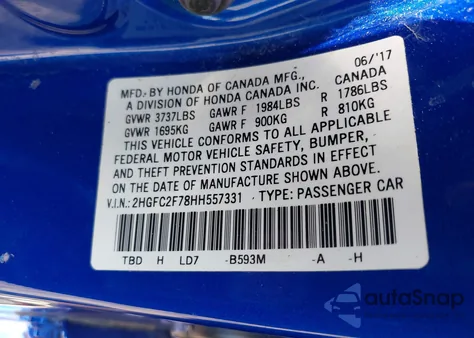 MFD. BY HONDA OF CANADA MFG., 06/'17
A DIVISION OF HONDA CANADA INC. CANADA
GVWR 3737LBS GAWR F 1984LBS R 1786LBS
GVWR 1695KG GAWR F 900KG R 810KG
THIS VEHICLE CONFORMS TO ALL APPLICABLE
FEDERAL MOTOR VEHICLE SAFETY, BUMPER,
AND THEFT PREVENTION STANDARDS IN EFFECT
ON THE DATE OF MANUFACTURE SHOWN ABOVE.
V.I.N.: 2HGFC2F78HH557331 · TYPE: PASSENGER CAR
TBD H LD7 -B593M -A -H
autoSnap